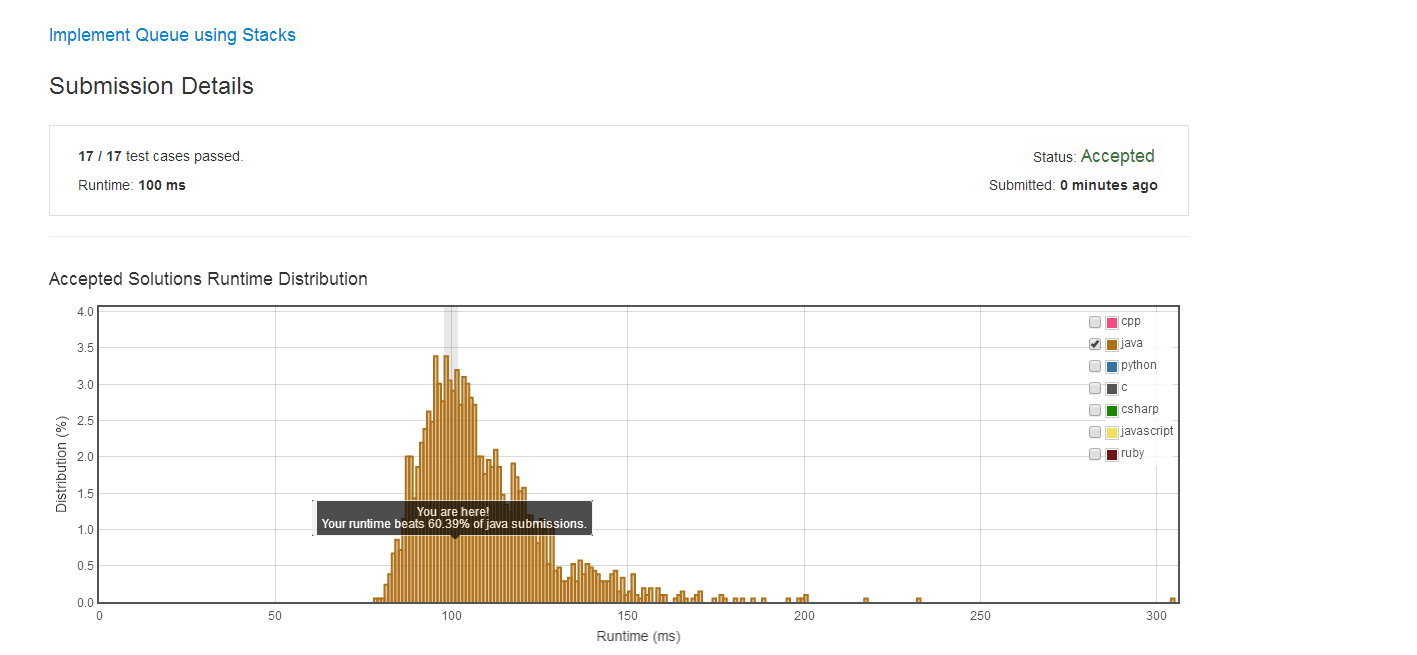 Implement Queue using Stacks
Submission Details
17 / 17 test cases passed.
Status: Accepted
Runtime: 100 ms
Submitted: 0 minutes ago
Accepted Solutions Runtime Distribution
4.0
3.5
3.0
2.5
2.0
1.5
1.0
0.5
0.0
Distribution (%)
cpp
java
python
c
csharp
javascript
ruby
You are here!
Your runtime beats 60.39% of java submissions.
0 50 100 150 200 250 300
Runtime (ms)